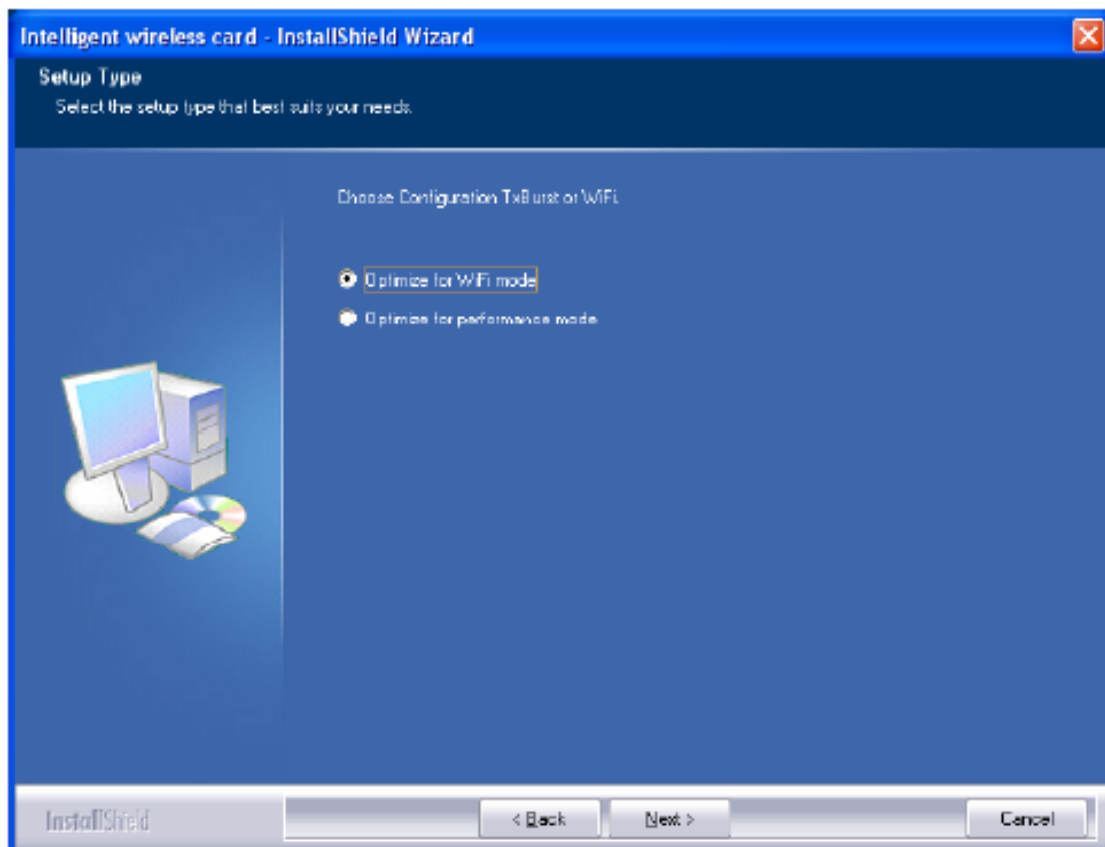 Intelligent wireless card - InstallShield Wizard
Setup Type
Select the setup type that best suits your needs.
Choose Configuration TxBurst or WiFi.
Optimize for WiFi mode
Optimize for performance mode
InstallShield
< Back
Next >
Cancel